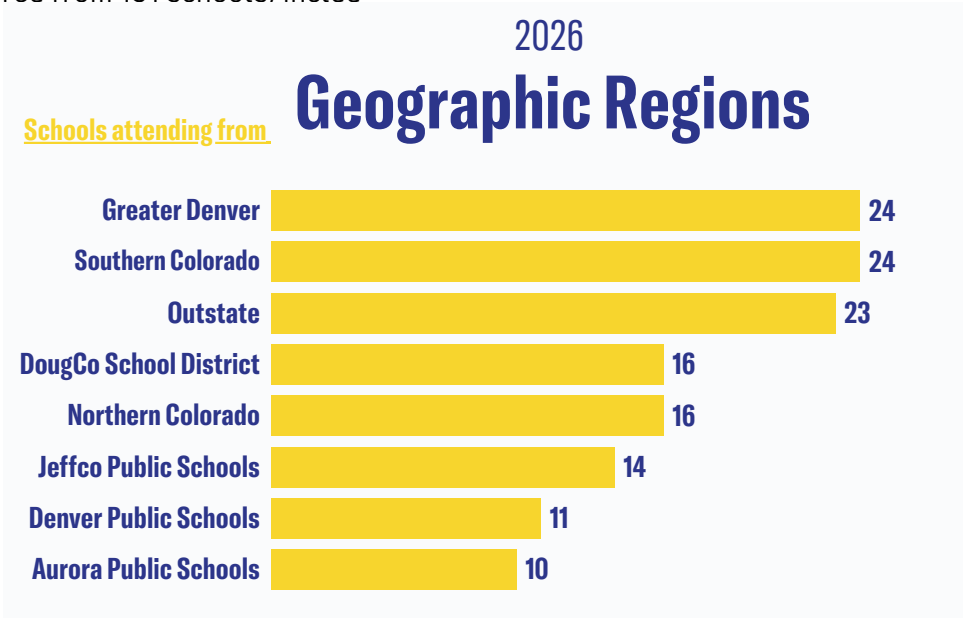 2026
Geographic Regions
Schools attending from
Greater Denver 24
Southern Colorado 24
Outstate 23
DougCo School District 16
Northern Colorado 16
Jeffco Public Schools 14
Denver Public Schools 11
Aurora Public Schools 10